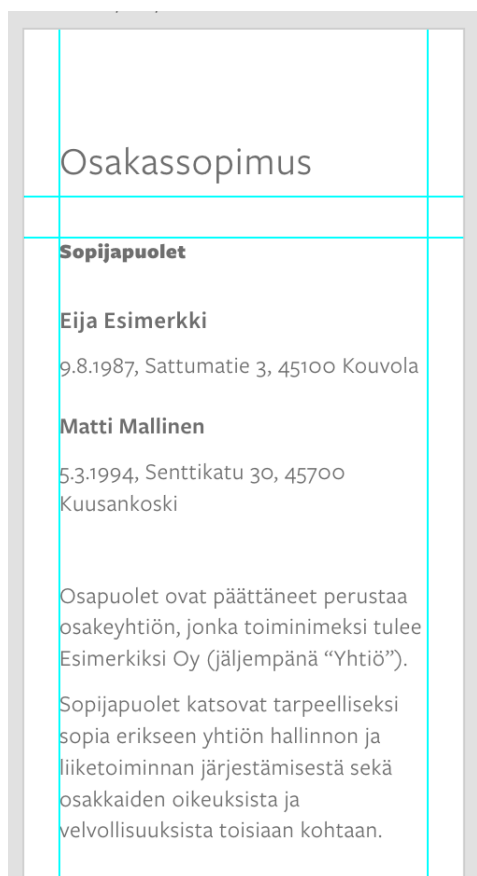 Osakassopimus
Sopijapuolet
Eija Esimerkki
9.8.1987, Sattumatie 3, 45100 Kouvola
Matti Mallinen
5.3.1994, Senttikatu 30, 45700
Kuusankoski
Osapuolet ovat päättäneet perustaa
osakeyhtiön, jonka toiminimeksi tulee
Esimerkiksi Oy (jäljempänä “Yhtiö”).
Sopijapuolet katsovat tarpeelliseksi
sopia erikseen yhtiön hallinnon ja
liiketoiminnan järjestämisestä sekä
osakkaiden oikeuksista ja
velvollisuuksista toisiaan kohtaan.